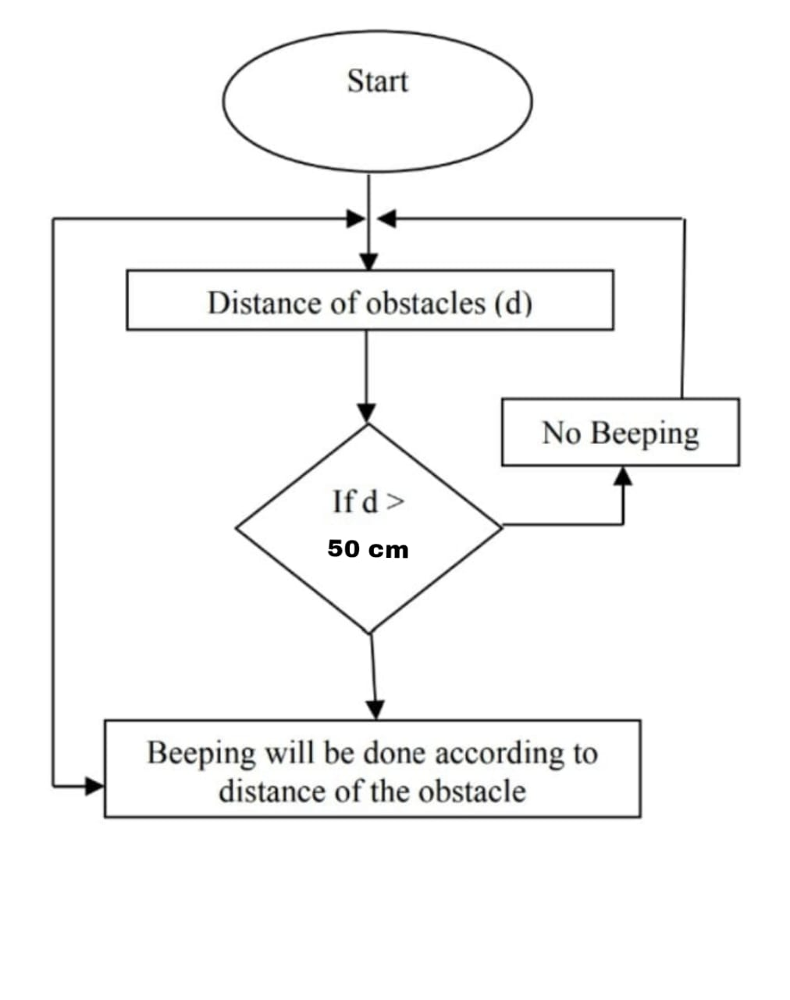 Start
Distance of obstacles (d)
No Beeping
If d >
50 cm
Beeping will be done according to
distance of the obstacle